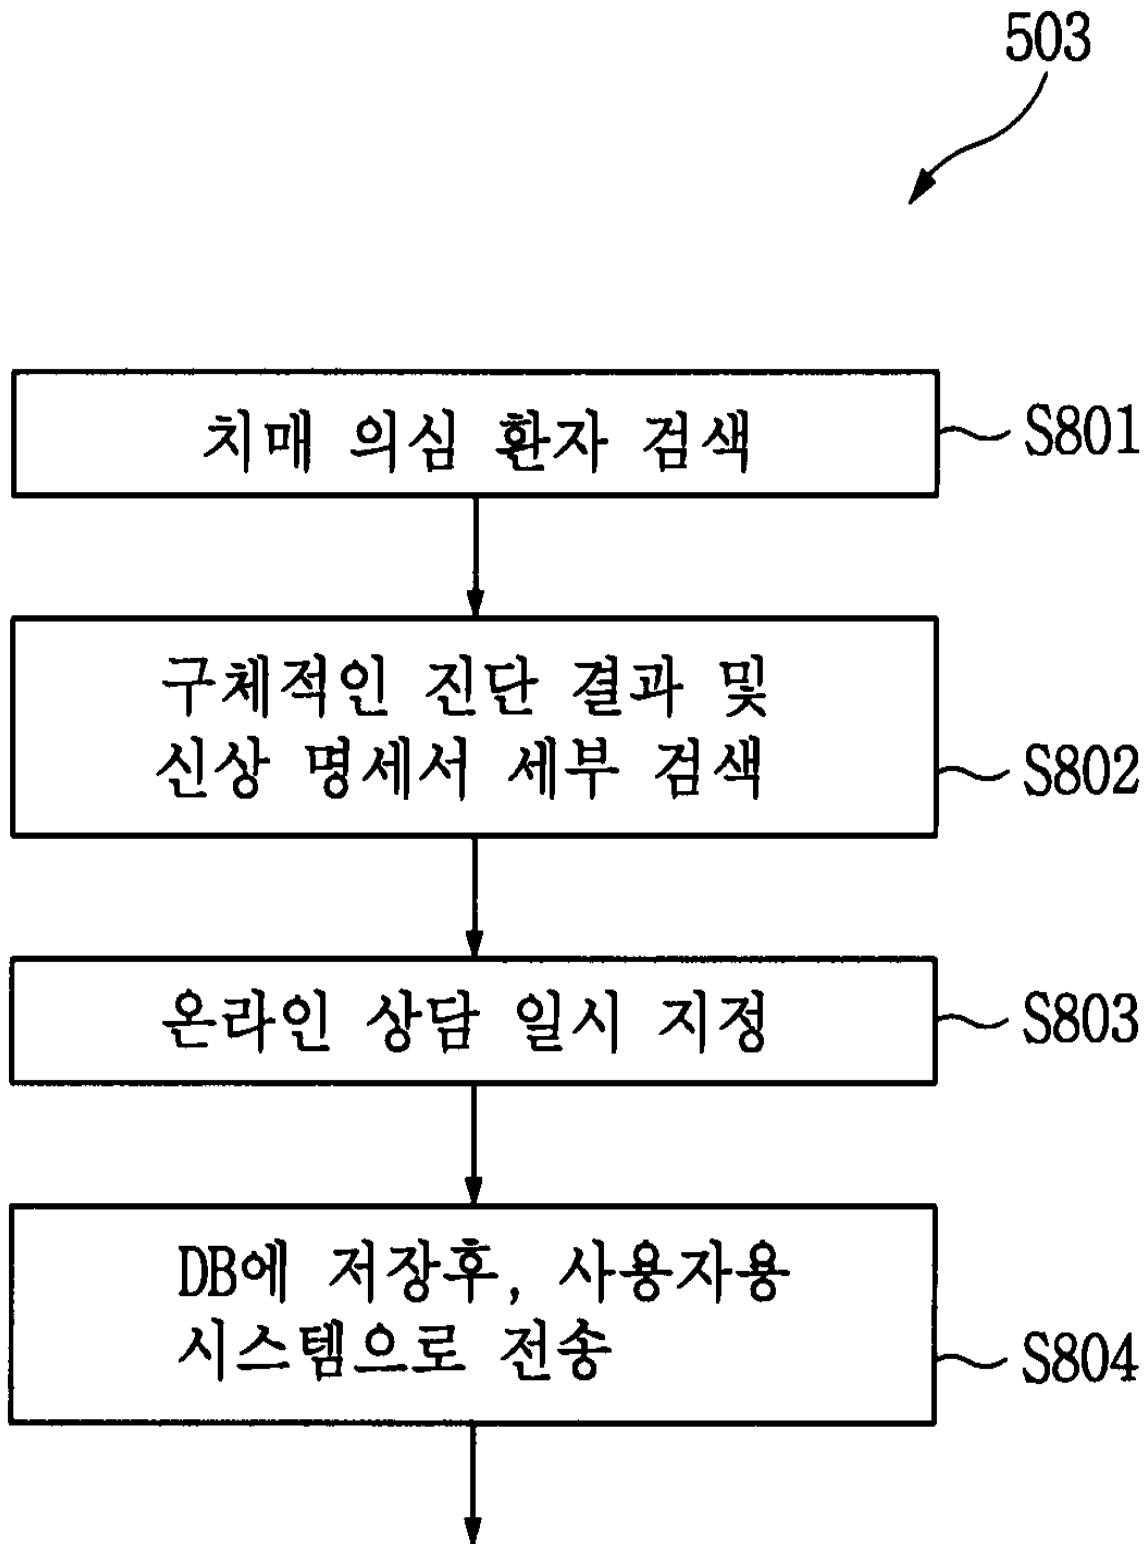 503
치매 의심 환자 검색
S801
구체적인 진단 결과 및
신상 명세서 세부 검색
S802
온라인 상담 일시 지정
S803
DB에 저장후, 사용자용
시스템으로 전송
S804